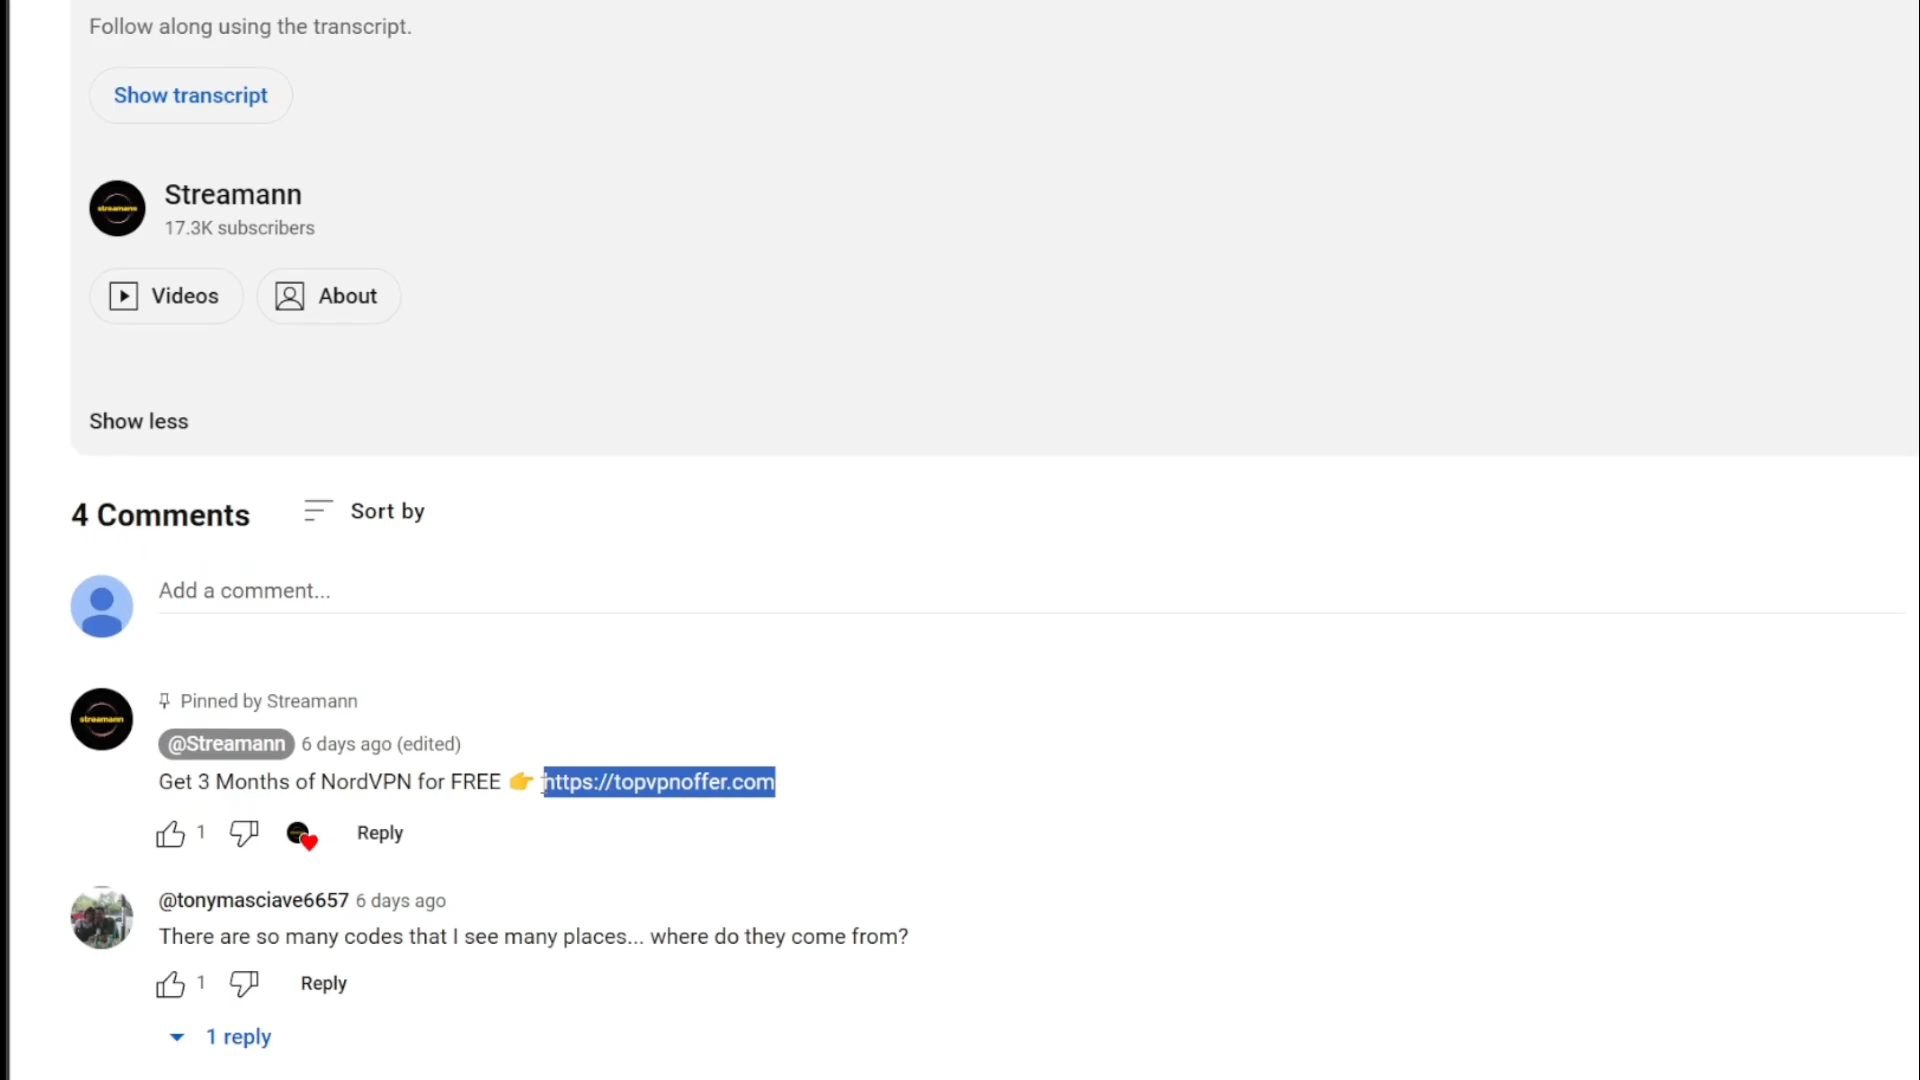 Follow along using the transcript.
Show transcript
streamann
Streamann
17.3K subscribers
Videos
About
Show less
4 Comments
Sort by
Add a comment...
Pinned by Streamann
streamann
@Streamann 6 days ago (edited)
Get 3 Months of NordVPN for FREE 👉 https://topvpnoffer.com
1
Reply
@tonymasciave6657 6 days ago
There are so many codes that I see many places... where do they come from?
1
Reply
1 reply